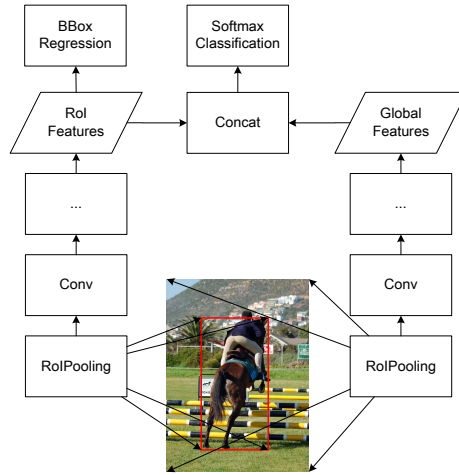 BBox
Regression
Softmax
Classification
RoI
Features
Concat
Global
Features
...
...
Conv
Conv
RoIPooling
RoIPooling